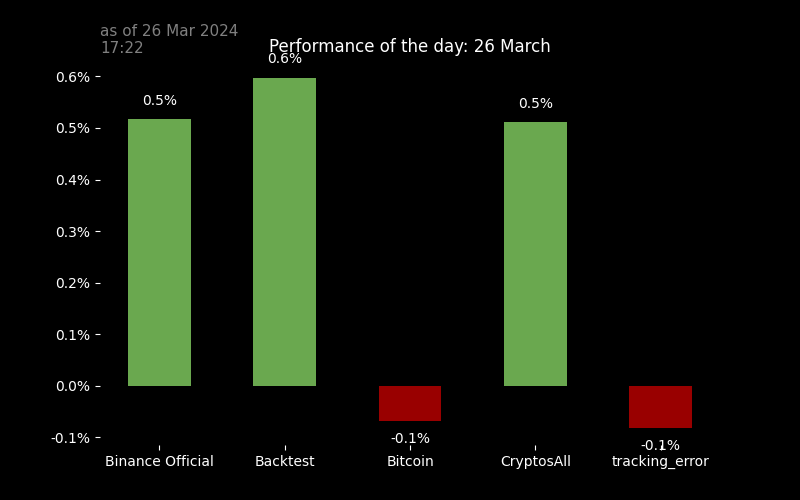 as of 26 Mar 2024
17:22
Performance of the day: 26 March
0.6%
0.6%
0.5%
0.5%
0.5%
0.4%
0.3%
0.2%
0.1%
0.0%
-0.1%
-0.1%
-0.1%
Binance Official
Backtest
Bitcoin
CryptosAll
tracking_error